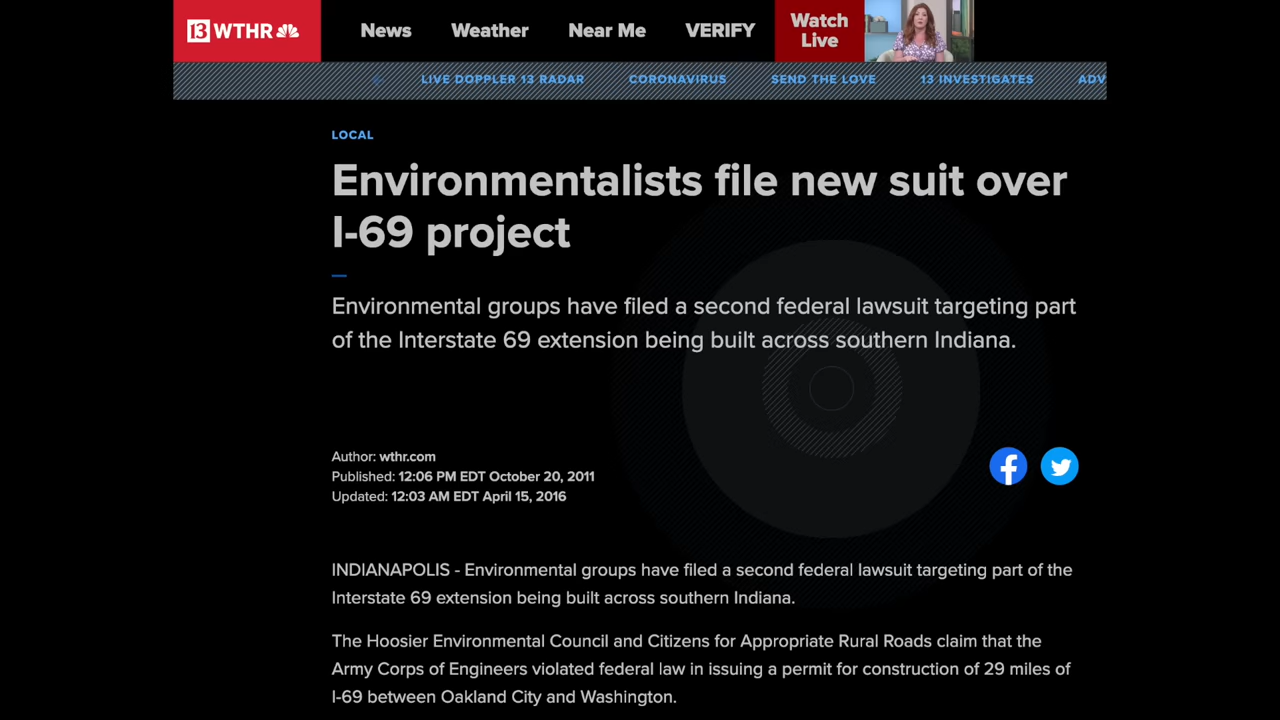 13 WTHR
News
Weather
Near Me
VERIFY
Watch
Live
LIVE DOPPLER 13 RADAR
CORONAVIRUS
SEND THE LOVE
13 INVESTIGATES
ADV
LOCAL
Environmentalists file new suit over
I-69 project
Environmental groups have filed a second federal lawsuit targeting part
of the Interstate 69 extension being built across southern Indiana.
Author: wthr.com
Published: 12:06 PM EDT October 20, 2011
Updated: 12:03 AM EDT April 15, 2016
INDIANAPOLIS - Environmental groups have filed a second federal lawsuit targeting part of the
Interstate 69 extension being built across southern Indiana.
The Hoosier Environmental Council and Citizens for Appropriate Rural Roads claim that the
Army Corps of Engineers violated federal law in issuing a permit for construction of 29 miles of
I-69 between Oakland City and Washington.